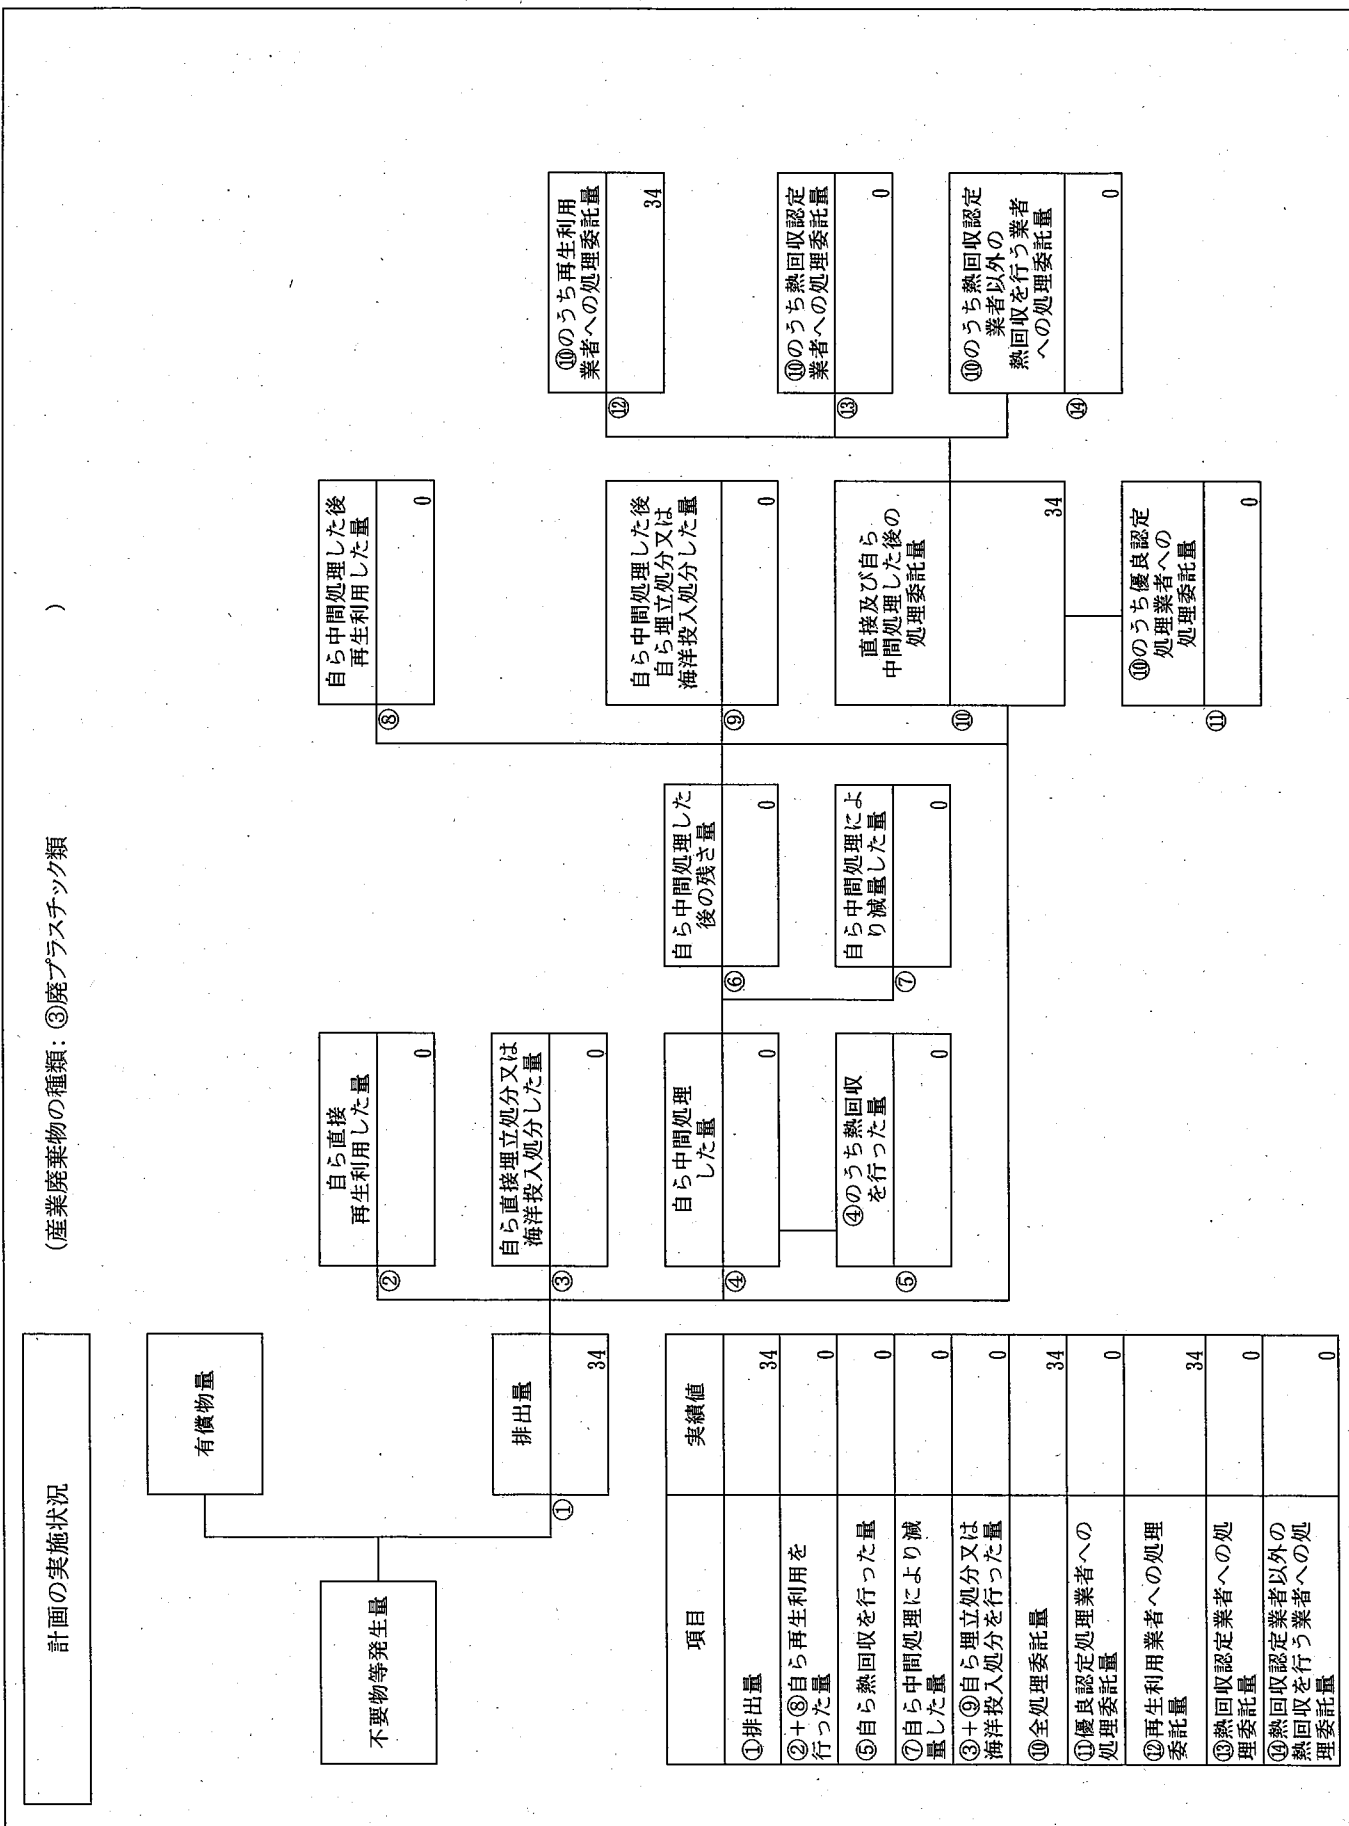 計画の実施状況
(産業廃棄物の種類:③廃プラスチック類 )
不要物等発生量
有償物量
排出量
①
34
自ら直接
再生利用した量
②
0
自ら直接埋立処分又は
海洋投入処分した量
③
0
自ら中間処理
した量
④
0
④のうち熱回収
を行った量
⑤
0
自ら中間処理した
後の残さ量
⑥
0
自ら中間処理によ
り減量した量
⑦
0
自ら中間処理した後
再生利用した量
⑧
0
自ら中間処理した後
自ら埋立処分又は
海洋投入処分した量
⑨
0
直接及び自ら
中間処理した後の
処理委託量
⑩
34
⑩のうち優良認定
処理業者への
処理委託量
⑪
0
⑩のうち再生利用
業者への処理委託量
⑫
34
⑩のうち熱回収認定
業者への処理委託量
⑬
0
⑩のうち熱回収認定
業者以外の
熱回収を行う業者
への処理委託量
⑭
0
項目 実績値
①排出量 34
②+⑧自ら再生利用を
行った量 0
⑤自ら熱回収を行った量 0
⑦自ら中間処理により減
量した量 0
③+⑨自ら埋立処分又は
海洋投入処分を行った量 0
⑩全処理委託量 34
⑪優良認定処理業者への
処理委託量 0
⑫再生利用業者への処理
委託量 34
⑬熱回収認定業者への処
理委託量 0
⑭熱回収認定業者以外の
熱回収を行う業者への処
理委託量 0